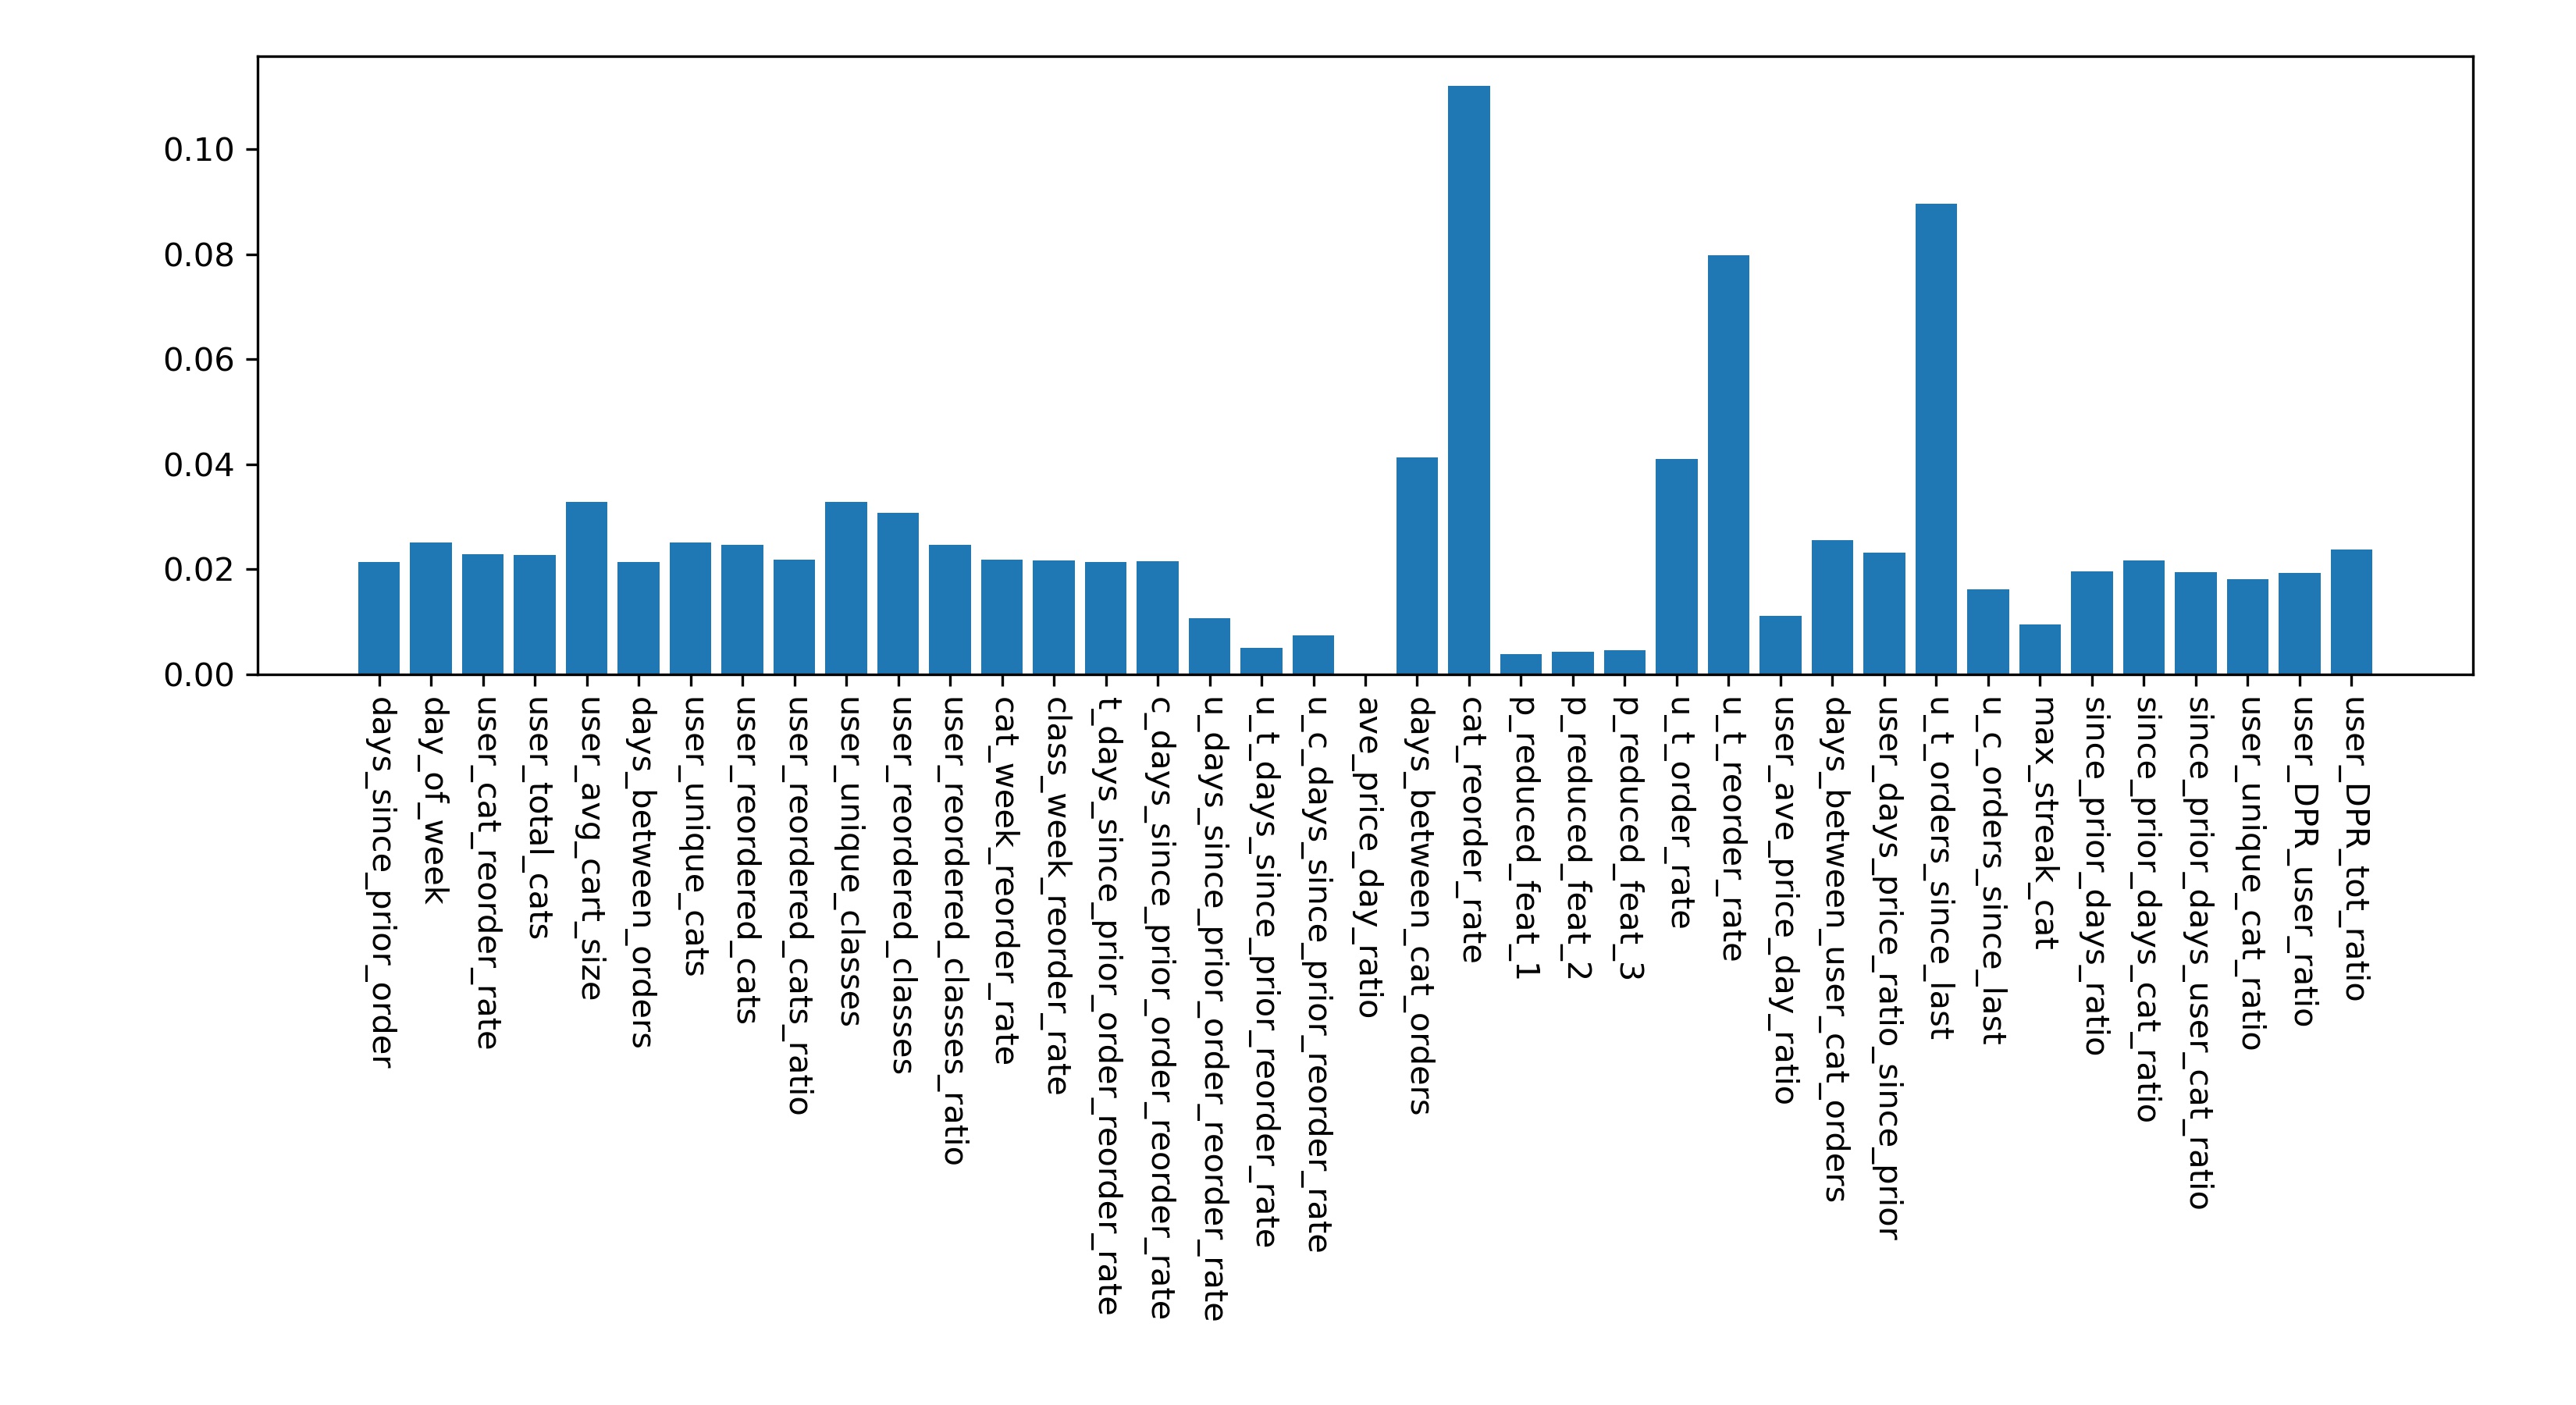 0.10
0.08
0.06
0.04
0.02
0.00
days_since_prior_order
day_of_week
user_cat_reorder_rate
user_total_cats
user_avg_cart_size
days_between_orders
user_unique_cats
user_reordered_cats
user_reordered_cats_ratio
user_unique_classes
user_reordered_classes
user_reordered_classes_ratio
cat_week_reorder_rate
class_week_reorder_rate
t_days_since_prior_order_reorder_rate
c_days_since_prior_order_reorder_rate
u_days_since_prior_order_reorder_rate
u_t_days_since_prior_reorder_rate
u_c_days_since_prior_reorder_rate
ave_price_day_ratio
days_between_cat_orders
cat_reorder_rate
p_reduced_feat_1
p_reduced_feat_2
p_reduced_feat_3
u_t_order_rate
u_t_reorder_rate
user_ave_price_day_ratio
days_between_user_cat_orders
user_days_price_ratio_since_prior
u_t_orders_since_last
u_c_orders_since_last
max_streak_cat
since_prior_days_ratio
since_prior_days_cat_ratio
since_prior_days_user_cat_ratio
user_unique_cat_ratio
user_DPR_user_ratio
user_DPR_tot_ratio